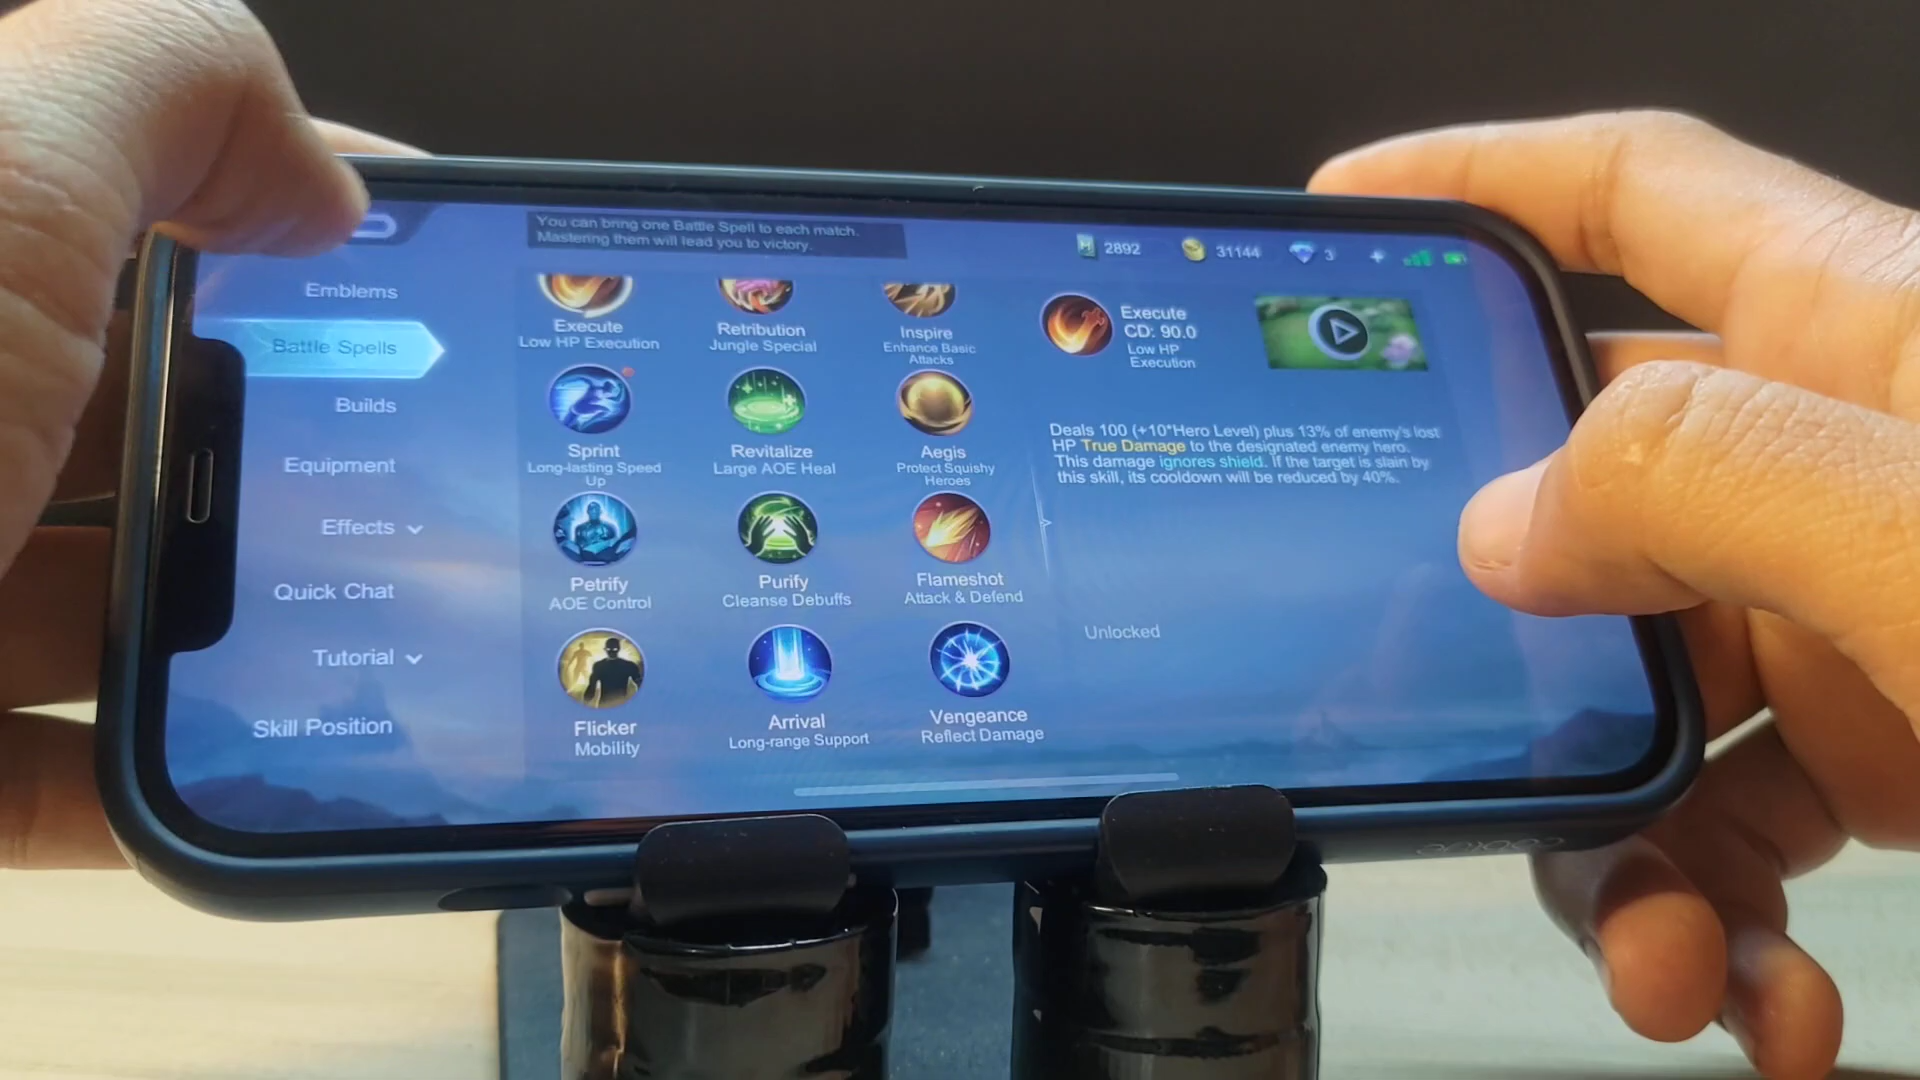 You can bring one Battle Spell to each match.
Mastering them will lead you to victory.
2892
31144
3
Emblems
Battle Spells
Builds
Equipment
Effects
Quick Chat
Tutorial
Skill Position
Execute
Low HP Execution
Retribution
Jungle Special
Inspire
Enhance Basic
Attacks
Sprint
Long-lasting Speed
Up
Revitalize
Large AOE Heal
Aegis
Protect Squishy
Heroes
Petrify
AOE Control
Purify
Cleanse Debuffs
Flameshot
Attack & Defend
Flicker
Mobility
Arrival
Long-range Support
Vengeance
Reflect Damage
Execute
CD: 90.0
Low HP
Execution
Deals 100 (+10*Hero Level) plus 13% of enemy's lost
HP True Damage to the designated enemy hero.
This damage ignores shield. If the target is slain by
this skill, its cooldown will be reduced by 40%.
Unlocked